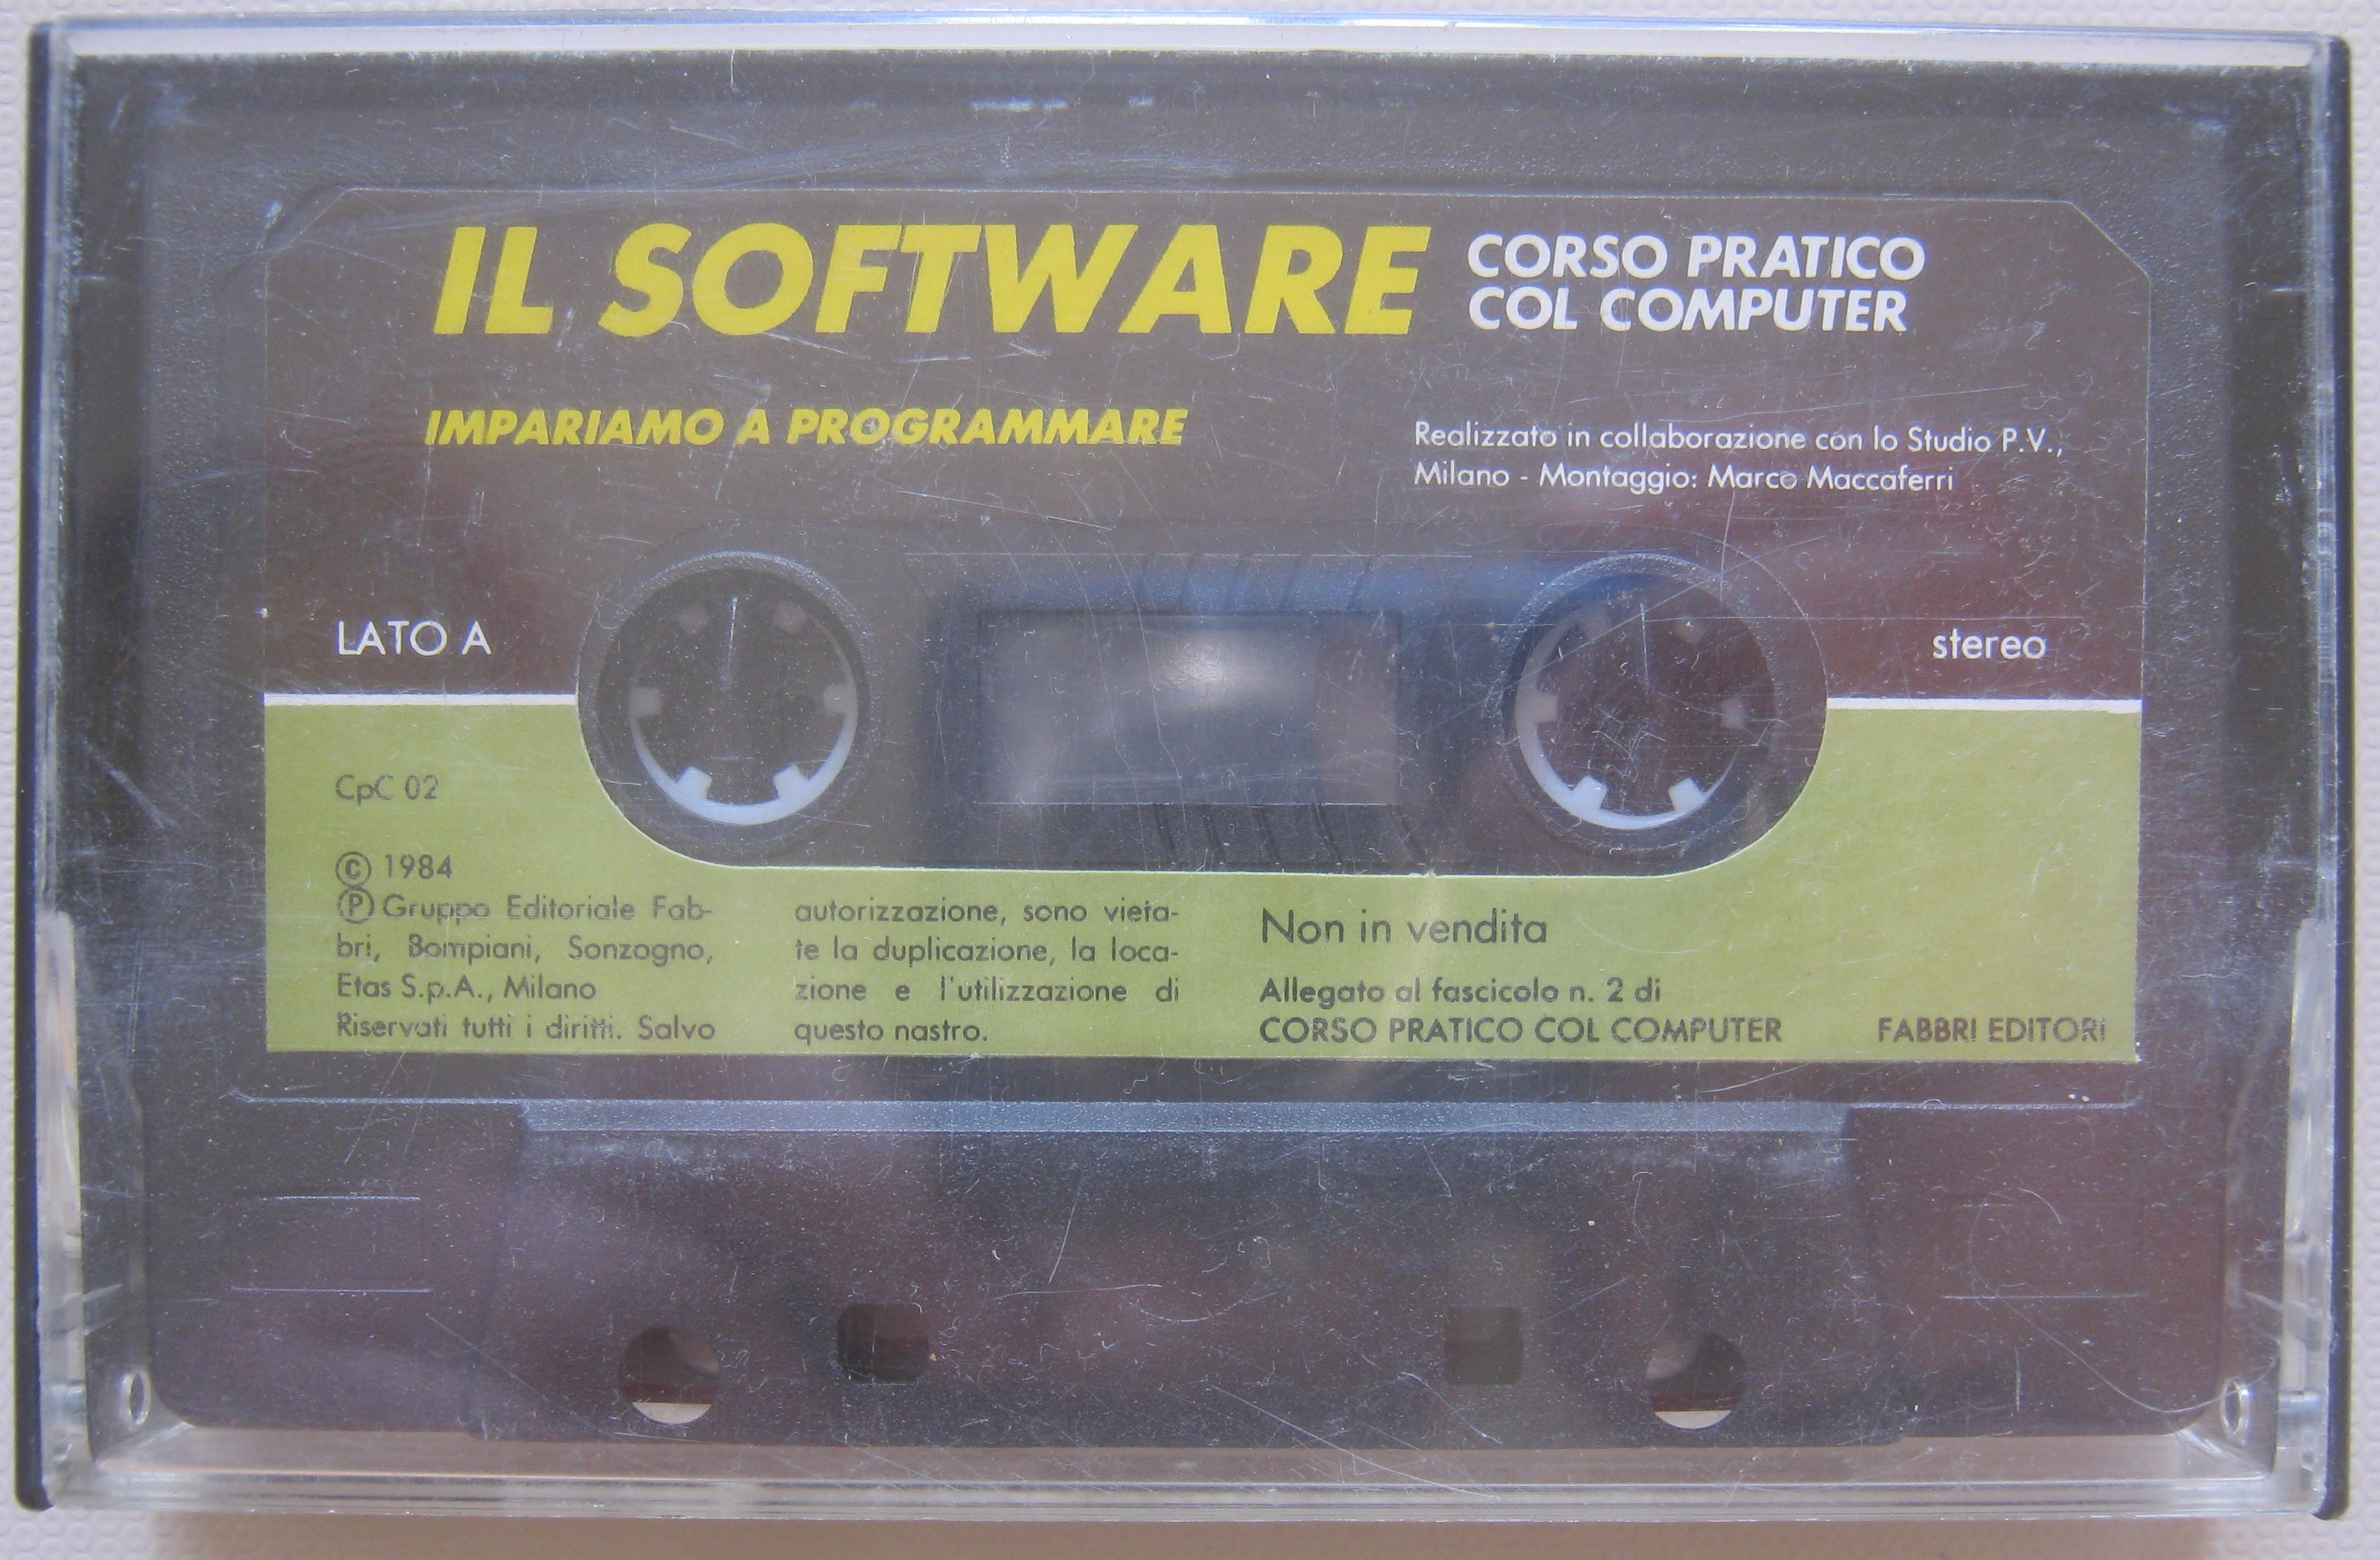 IL SOFTWARE
CORSO PRATICO
COL COMPUTER
IMPARIAMO A PROGRAMMARE
Realizzato in collaborazione con lo Studio P.V.,
Milano - Montaggio: Marco Maccaferri
LATO A
stereo
CpC 02
© 1984
Ⓟ Gruppo Editoriale Fab-
bri, Bompiani, Sonzogno,
Etas S.p.A., Milano
Riservati tutti i diritti. Salvo
autorizzazione, sono vieta-
te la duplicazione, la loca-
zione e l'utilizzazione di
questo nastro.
Non in vendita
Allegato al fascicolo n. 2 di
CORSO PRATICO COL COMPUTER
FABBRI EDITORI